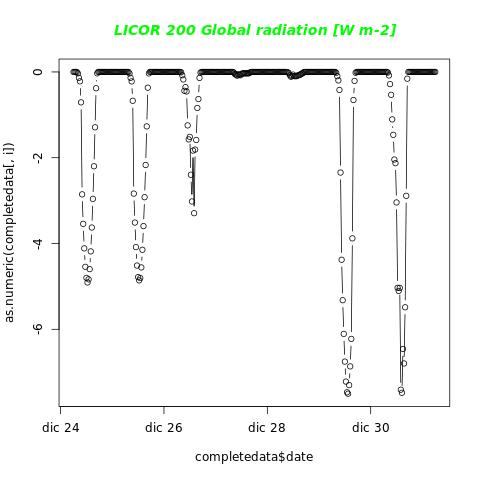 LICOR 200 Global radiation [W m-2]
0
-2
-4
-6
as.numeric(completedata[, i])
dic 24
dic 26
dic 28
dic 30
completedata$date